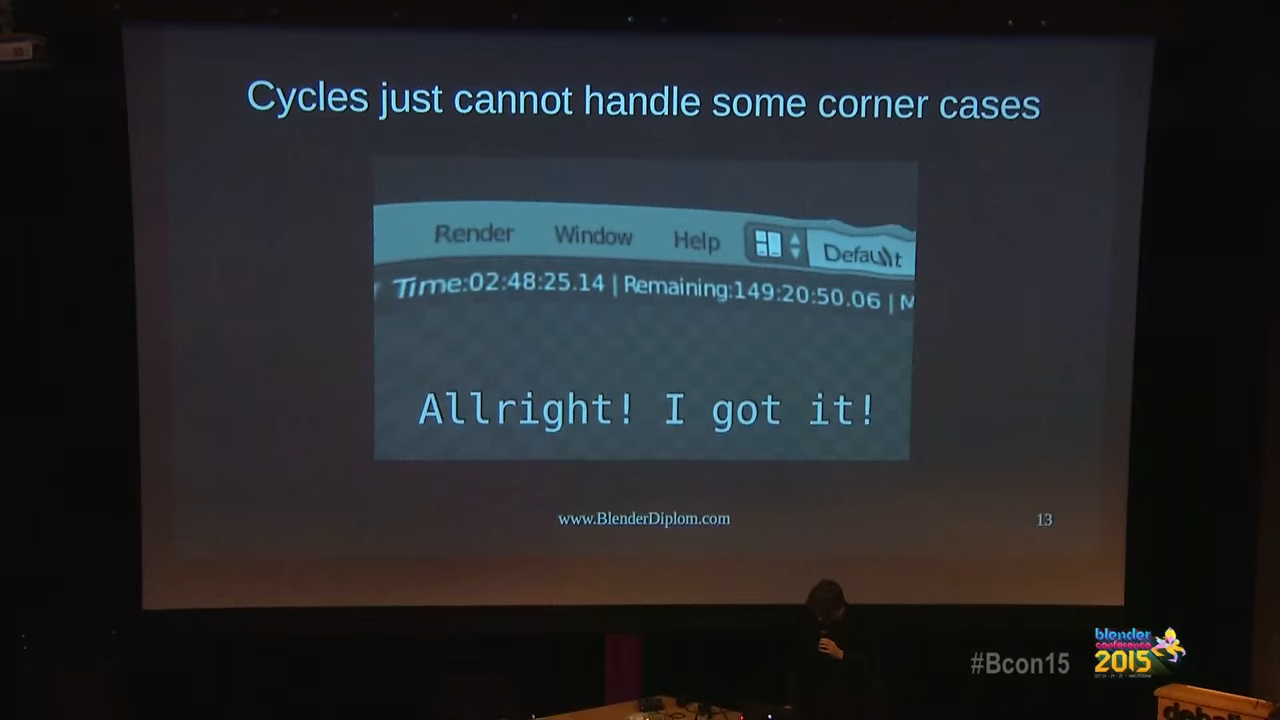 Cycles just cannot handle some corner cases
Render Window Help Default
Time:02:48:25.14 | Remaining:149:20:50.06 | M
Allright! I got it!
www.BlenderDiplom.com
13
#Bcon15
blender
conference
2015